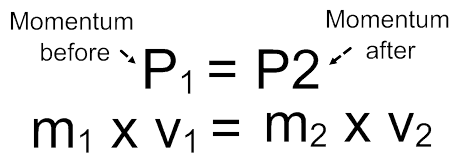 Momentum before
Momentum after
P₁ = P2
m₁ x v₁ = m₂ x v₂